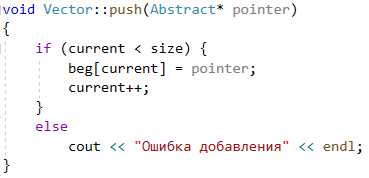 void Vector::push(Abstract* pointer)
{
    if (current < size) {
        beg[current] = pointer;
        current++;
    }
    else
        cout << "Ошибка добавления" << endl;
}